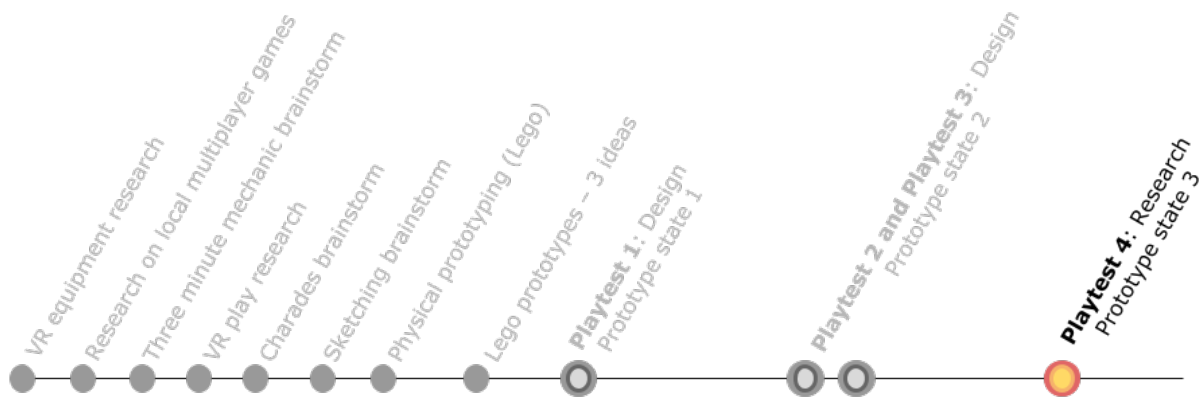 VR equipment research
Research on local multiplayer games
Three minute mechanic brainstorm
VR play research
Charades brainstorm
Sketching brainstorm
Physical prototyping (Lego)
Lego prototypes – 3 ideas
Playtest 1: Design
Prototype state 1
Playtest 2 and Playtest 3: Design
Prototype state 2
Playtest 4: Research
Prototype state 3